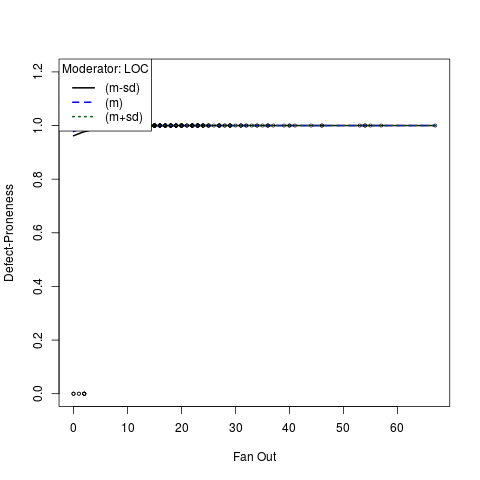 Moderator: LOC
(m-sd)
(m)
(m+sd)
Defect-Proneness
0.0 0.2 0.4 0.6 0.8 1.0 1.2
0 10 20 30 40 50 60
Fan Out